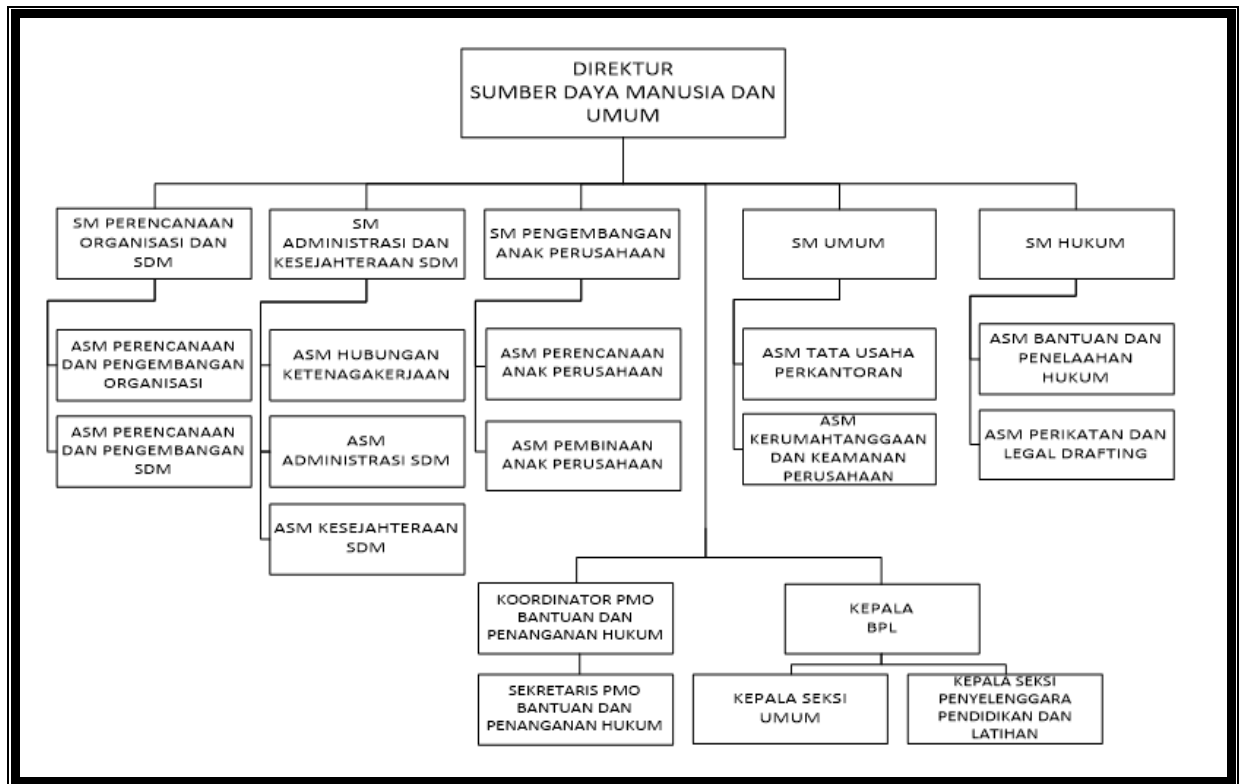 DIREKTUR
SUMBER DAYA MANUSIA DAN
UMUM
SM PERENCANAAN
ORGANISASI DAN
SDM
SM
ADMINISTRASI DAN
KESEJAHTERAAN SDM
SM PENGEMBANGAN
ANAK PERUSAHAAN
SM UMUM
SM HUKUM
ASM PERENCANAAN
DAN PENGEMBANGAN
ORGANISASI
ASM HUBUNGAN
KETENAGAKERJAAN
ASM PERENCANAAN
ANAK PERUSAHAAN
ASM TATA USAHA
PERKANTORAN
ASM BANTUAN DAN
PENELAAHAN
HUKUM
ASM PERENCANAAN
DAN PENGEMBANGAN
SDM
ASM
ADMINISTRASI SDM
ASM PEMBINAAN
ANAK PERUSAHAAN
ASM
KERUMAHTANGGAAN
DAN KEAMANAN
PERUSAHAAN
ASM PERIKATAN DAN
LEGAL DRAFTING
ASM KESEJAHTERAAN
SDM
KOORDINATOR PMO
BANTUAN DAN
PENANGANAN HUKUM
KEPALA
BPL
SEKRETARIS PMO
BANTUAN DAN
PENANGANAN HUKUM
KEPALA SEKSI
UMUM
KEPALA SEKSI
PENYELENGGARA
PENDIDIKAN DAN
LATIHAN